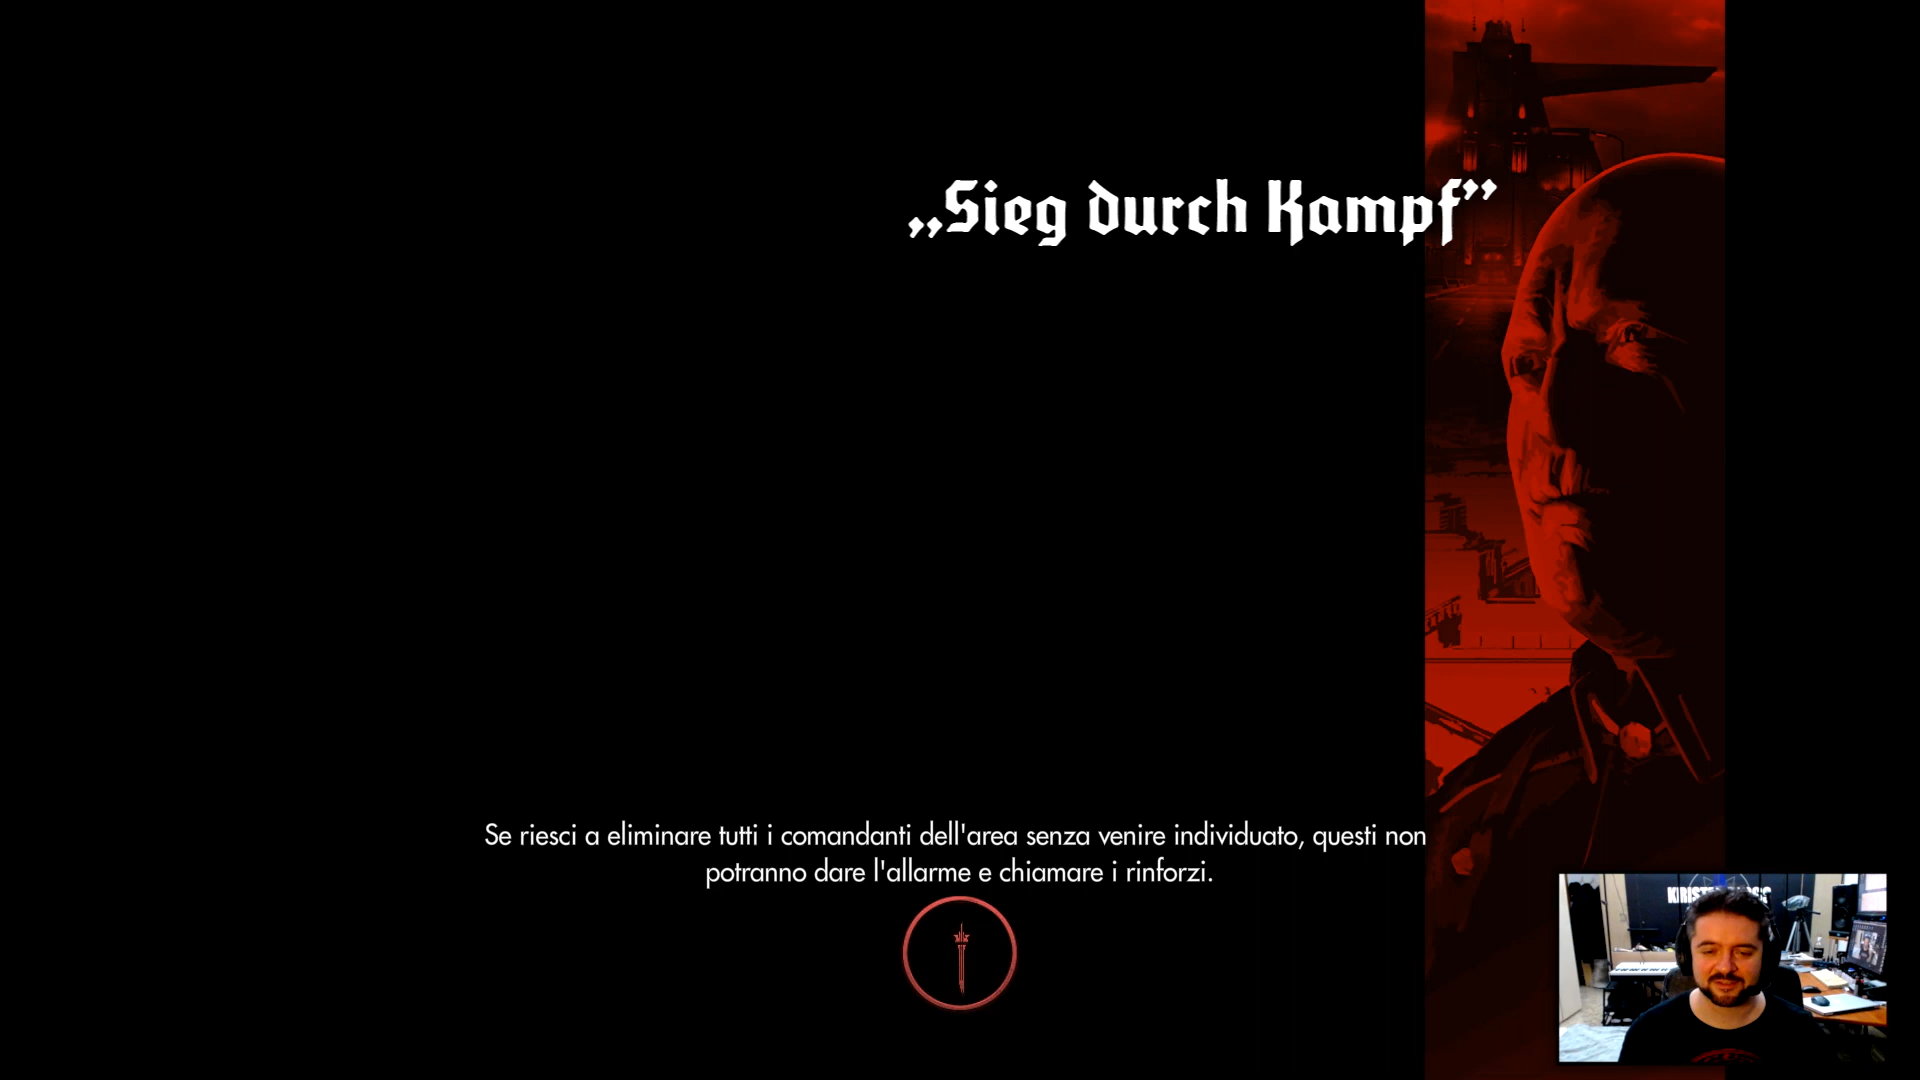 „Sieg durch Kampf”
Se riesci a eliminare tutti i comandanti dell'area senza venire individuato, questi non
potranno dare l'allarme e chiamare i rinforzi.